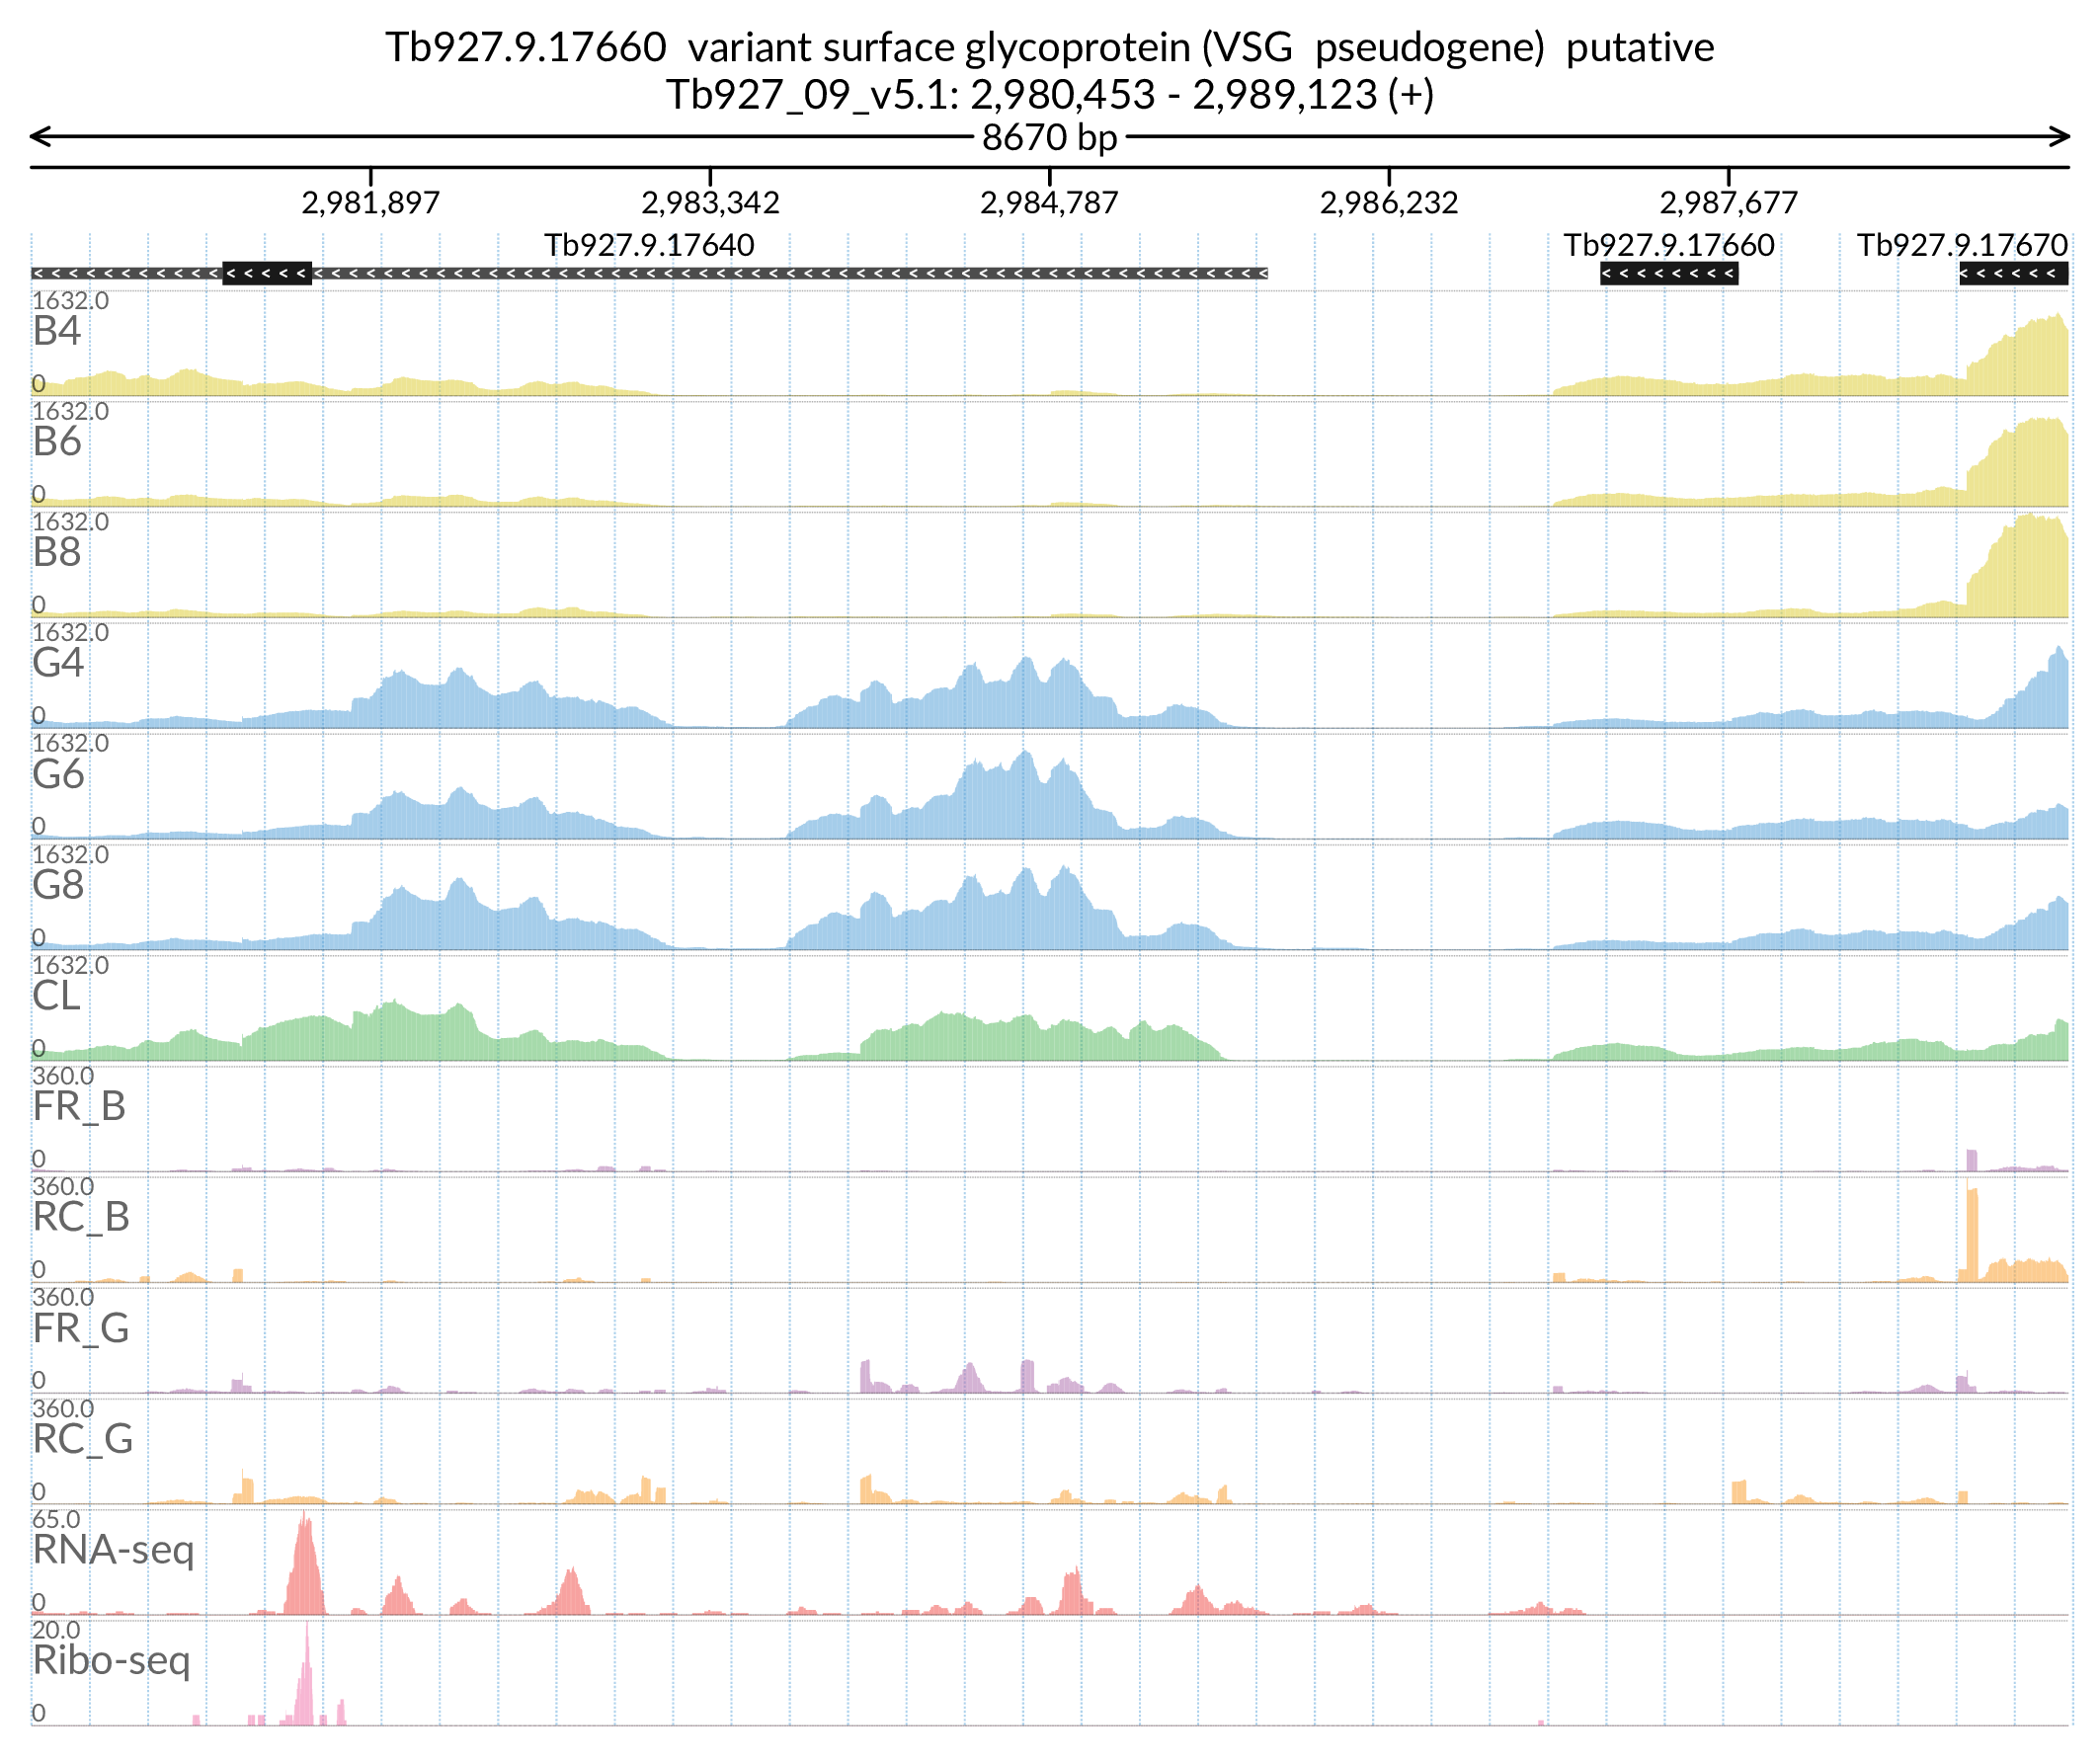 Tb927.9.17660 variant surface glycoprotein (VSG pseudogene) putative
Tb927_09_v5.1: 2,980,453 - 2,989,123 (+)
8670 bp
2,981,897 2,983,342 2,984,787 2,986,232 2,987,677
Tb927.9.17640 Tb927.9.17660 Tb927.9.17670
1632.0
B4
0
1632.0
B6
0
1632.0
B8
0
1632.0
G4
0
1632.0
G6
0
1632.0
G8
0
1632.0
CL
0
360.0
FR_B
0
360.0
RC_B
0
360.0
FR_G
0
360.0
RC_G
0
65.0
RNA-seq
0
20.0
Ribo-seq
0